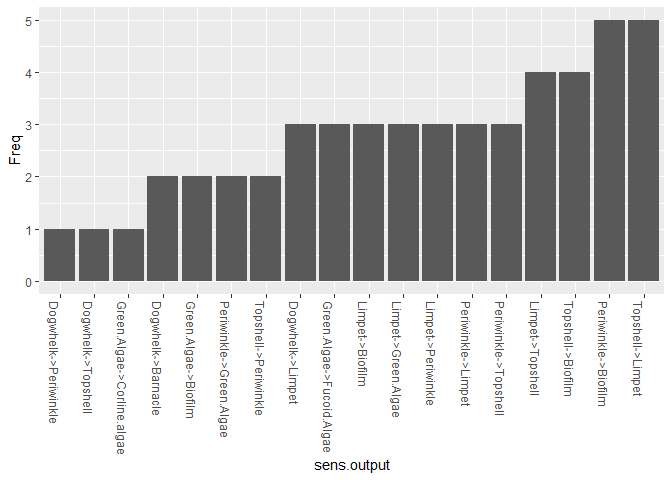 5
4
3
2
1
0
Freq
Dogwhelk->Periwinkle
Dogwhelk->Topshell
Green.Algae->Corline.algae
Dogwhelk->Barnacle
Green.Algae->Biofilm
Periwinkle->Green.Algae
Topshell->Periwinkle
Dogwhelk->Limpet
Green.Algae->Fucoid.Algae
Limpet->Biofilm
Limpet->Green.Algae
Limpet->Periwinkle
Periwinkle->Limpet
Periwinkle->Topshell
Limpet->Topshell
Topshell->Biofilm
Periwinkle->Biofilm
Topshell->Limpet
sens.output